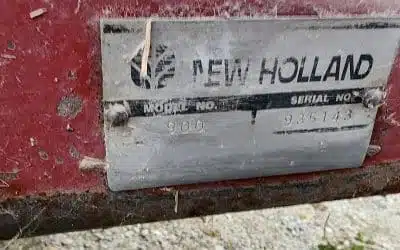 NEW HOLLAND
MODEL NO. SERIAL NO.
900 935143